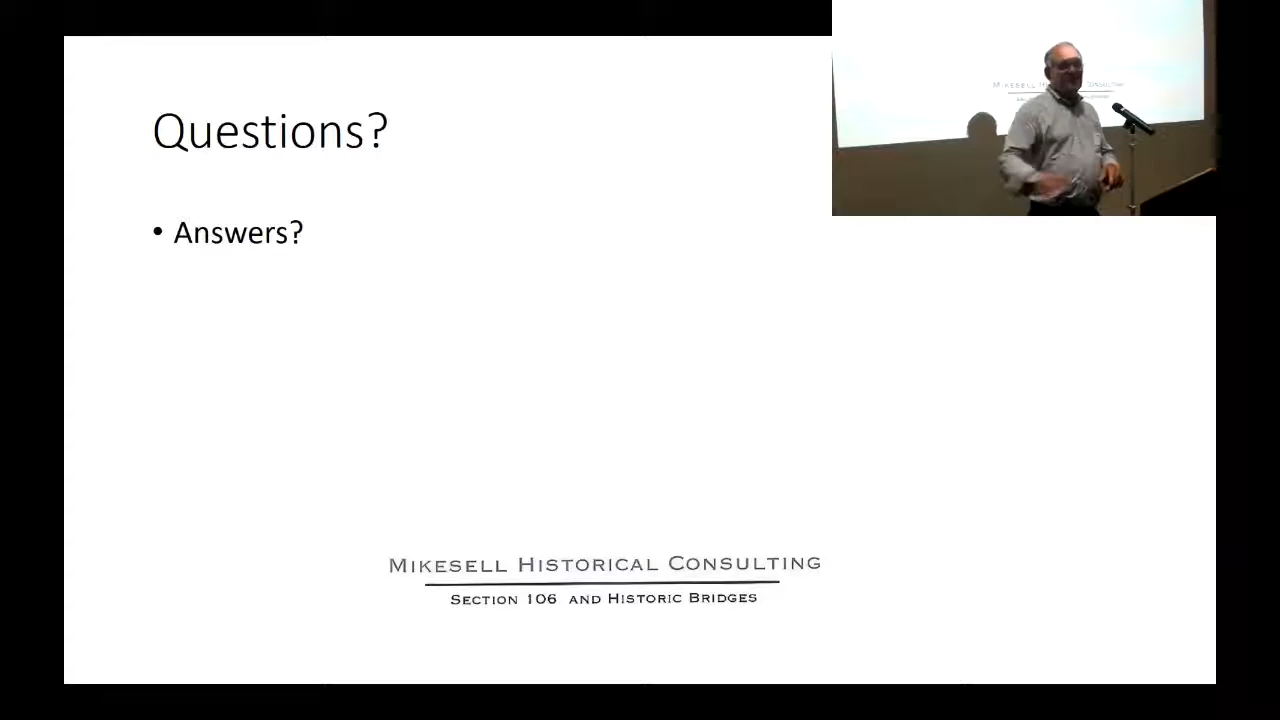 Questions?
• Answers?
MIKESELL HISTORICAL CONSULTING
SECTION 106 AND HISTORIC BRIDGES